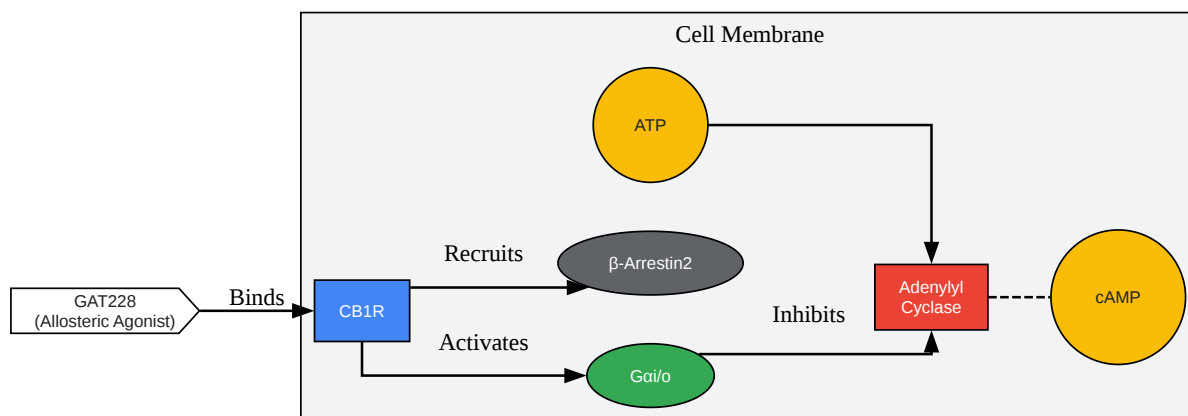 Cell Membrane
ATP
Recruits
β-Arrestin2
GAT228
(Allosteric Agonist)
Binds
CB1R
Adenylyl
Cyclase
cAMP
Inhibits
Activates
Gαi/o